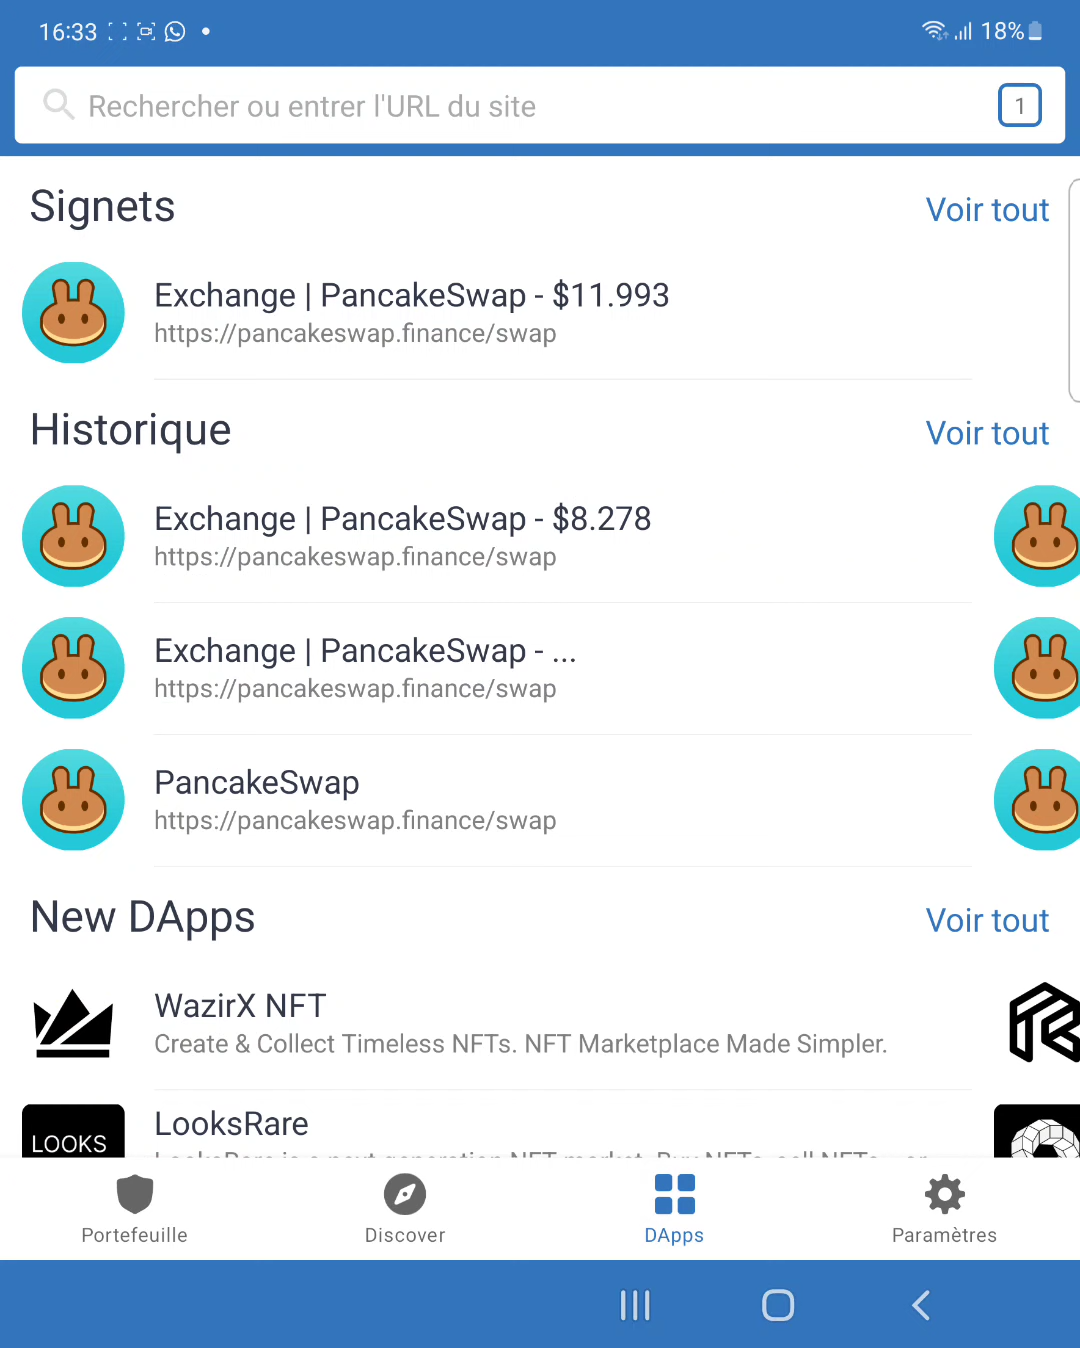 16:33
18%
Rechercher ou entrer l'URL du site
1
Signets
Voir tout
Exchange | PancakeSwap - $11.993
https://pancakeswap.finance/swap
Historique
Voir tout
Exchange | PancakeSwap - $8.278
https://pancakeswap.finance/swap
Exchange | PancakeSwap - ...
https://pancakeswap.finance/swap
PancakeSwap
https://pancakeswap.finance/swap
New DApps
Voir tout
WazirX NFT
Create & Collect Timeless NFTs. NFT Marketplace Made Simpler.
LOOKS
LooksRare
Portefeuille
Discover
DApps
Paramètres